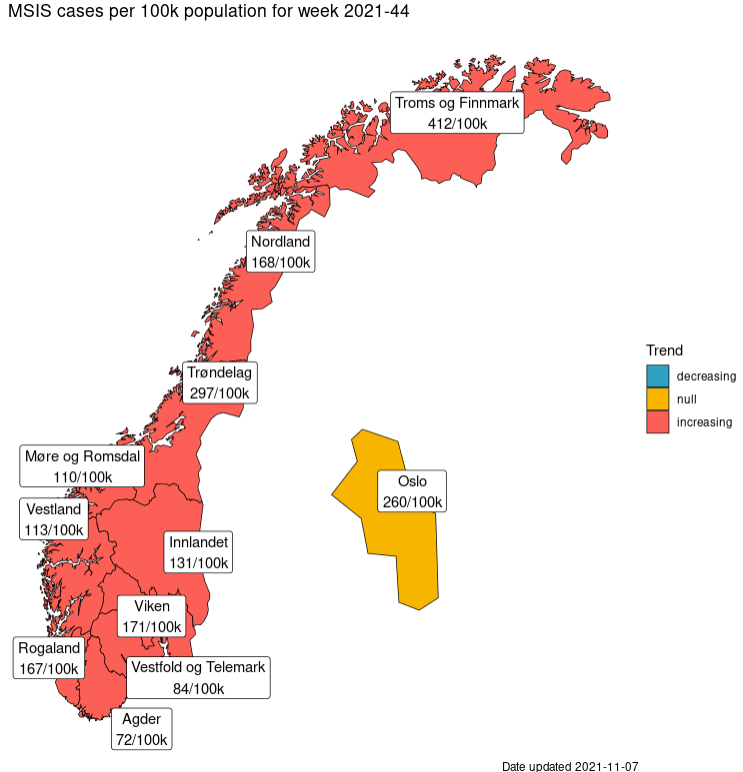 MSIS cases per 100k population for week 2021-44
Troms og Finnmark
412/100k
Nordland
168/100k
Trøndelag
297/100k
Møre og Romsdal
110/100k
Vestland
113/100k
Innlandet
131/100k
Viken
171/100k
Rogaland
167/100k
Vestfold og Telemark
84/100k
Agder
72/100k
Oslo
260/100k
Trend
decreasing
null
increasing
Date updated 2021-11-07